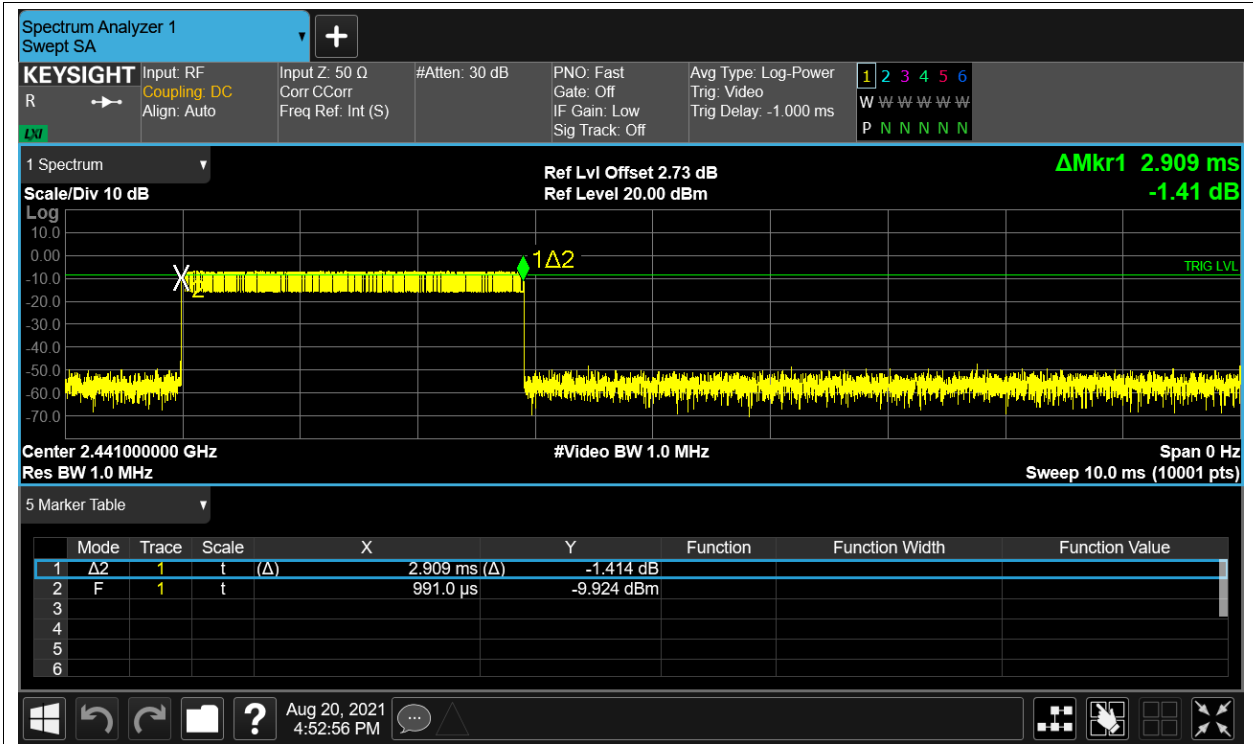 Spectrum Analyzer 1
Swept SA
+
KEYSIGHT
R
LXI
Input: RF
Coupling: DC
Align: Auto
Input Z: 50 Ω
Corr CCorr
Freq Ref: Int (S)
#Atten: 30 dB
PNO: Fast
Gate: Off
IF Gain: Low
Sig Track: Off
Avg Type: Log-Power
Trig: Video
Trig Delay: -1.000 ms
1 2 3 4 5 6
W W W W W W
P N N N N N
1 Spectrum
Scale/Div 10 dB
Ref Lvl Offset 2.73 dB
Ref Level 20.00 dBm
ΔMkr1 2.909 ms
-1.41 dB
Log
10.0
0.00
-10.0
-20.0
-30.0
-40.0
-50.0
-60.0
-70.0
X
2
1Δ2
TRIG LVL
Center 2.441000000 GHz
Res BW 1.0 MHz
#Video BW 1.0 MHz
Span 0 Hz
Sweep 10.0 ms (10001 pts)
5 Marker Table
Mode Trace Scale X Y Function Function Width Function Value
1 Δ2 1 t (Δ) 2.909 ms (Δ) -1.414 dB
2 F 1 t 991.0 µs -9.924 dBm
3
4
5
6
?
Aug 20, 2021
4:52:56 PM